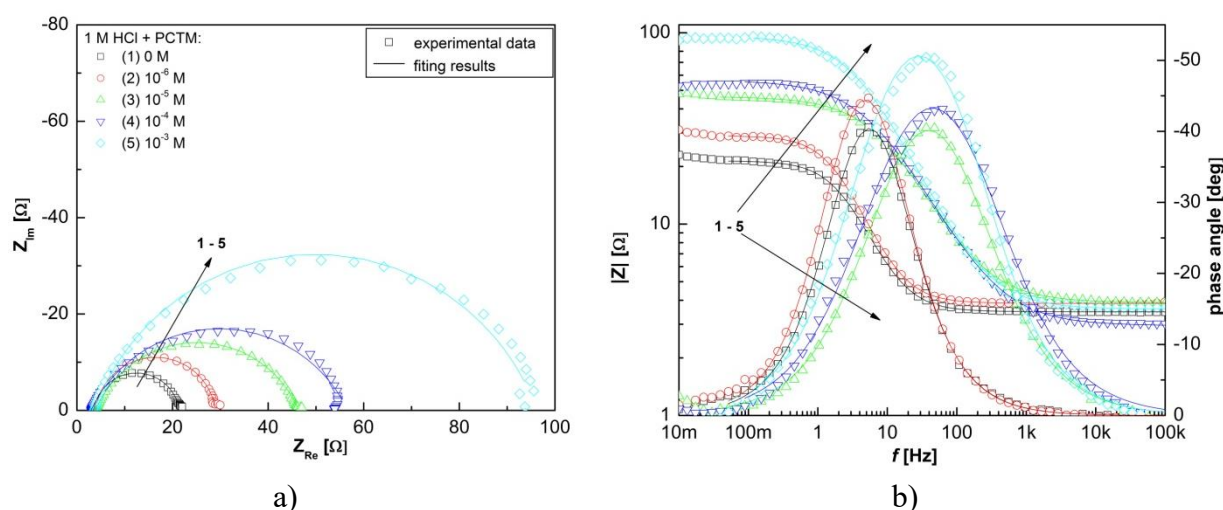 -80
-60
-40
-20
0
0 20 40 60 80 100
Z_Im [Ω]
Z_Re [Ω]
1 M HCl + PCTM:
(1) 0 M
(2) 10⁻⁶ M
(3) 10⁻⁵ M
(4) 10⁻⁴ M
(5) 10⁻³ M
experimental data
fiting results
1 - 5
a)
100
10
1
|Z| [Ω]
10m 100m 1 10 100 1k 10k 100k
f [Hz]
-50
-40
-30
-20
-10
0
phase angle [deg]
1 - 5
b)